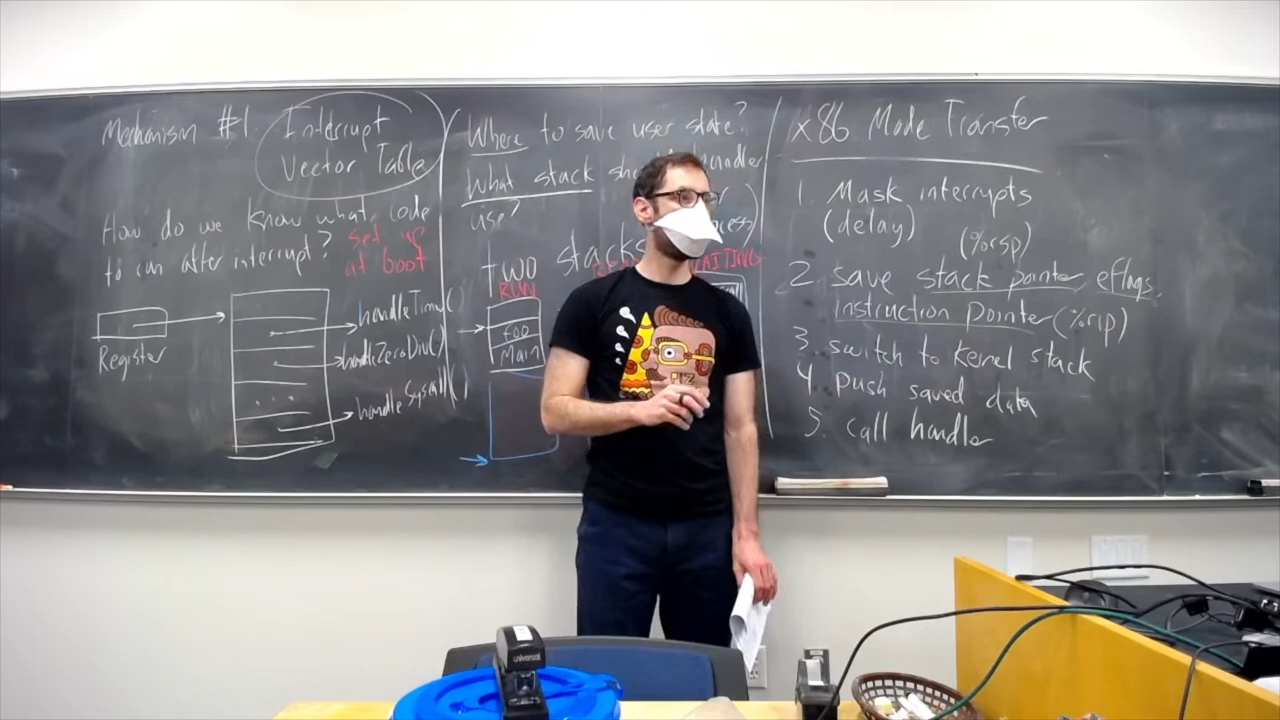 Mechanism #1.
Interrupt
Vector Table
How do we know what code
to run after interrupt?
set up
at boot
Register
handleTimer()
handleZeroDiv()
handleSyscall()
Where to save user state?
What stack handler
use?
TWO stacks
RUN
WAITING
foo
Main
x86 Mode Transfer
1. Mask interrupts
(delay)
(%rsp)
2. save stack pointer, eflags,
instruction pointer (%rip)
3. switch to kernel stack
4. push saved data
5. call handler
universal